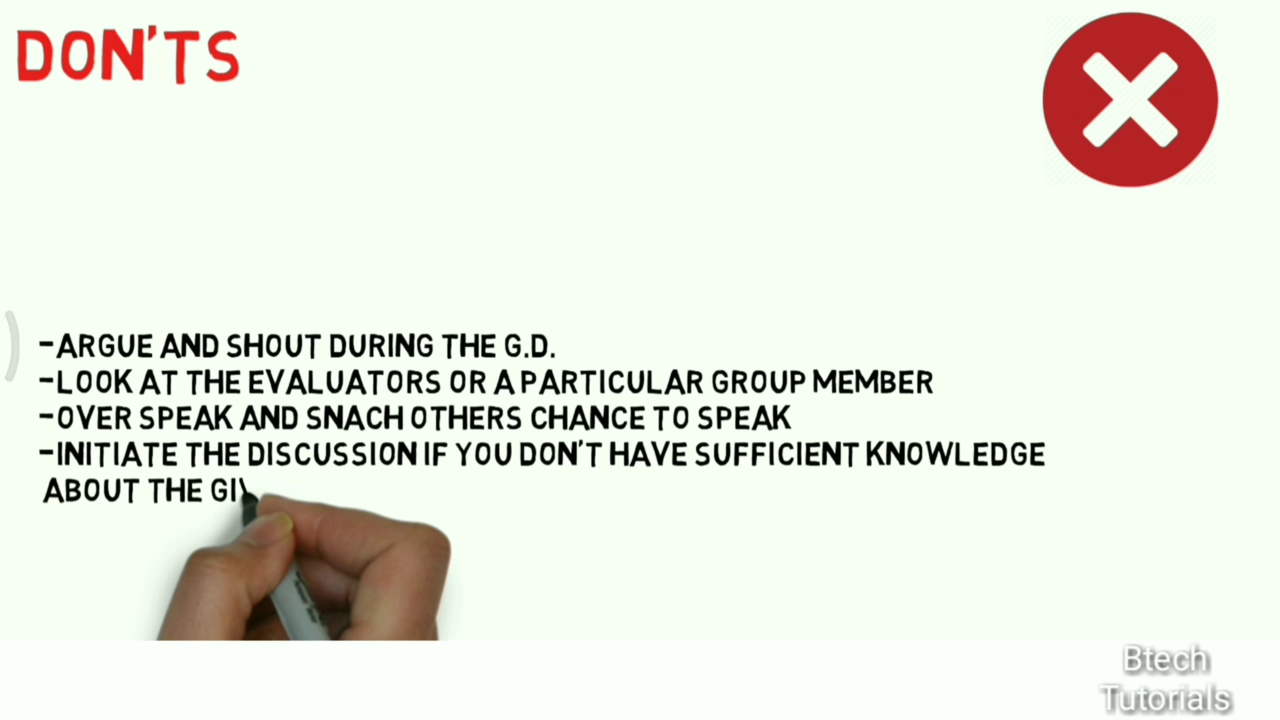 DON'TS
-ARGUE AND SHOUT DURING THE G.D.
-LOOK AT THE EVALUATORS OR A PARTICULAR GROUP MEMBER
-OVER SPEAK AND SNACH OTHERS CHANCE TO SPEAK
-INITIATE THE DISCUSSION IF YOU DON'T HAVE SUFFICIENT KNOWLEDGE
ABOUT THE
Btech
Tutorials